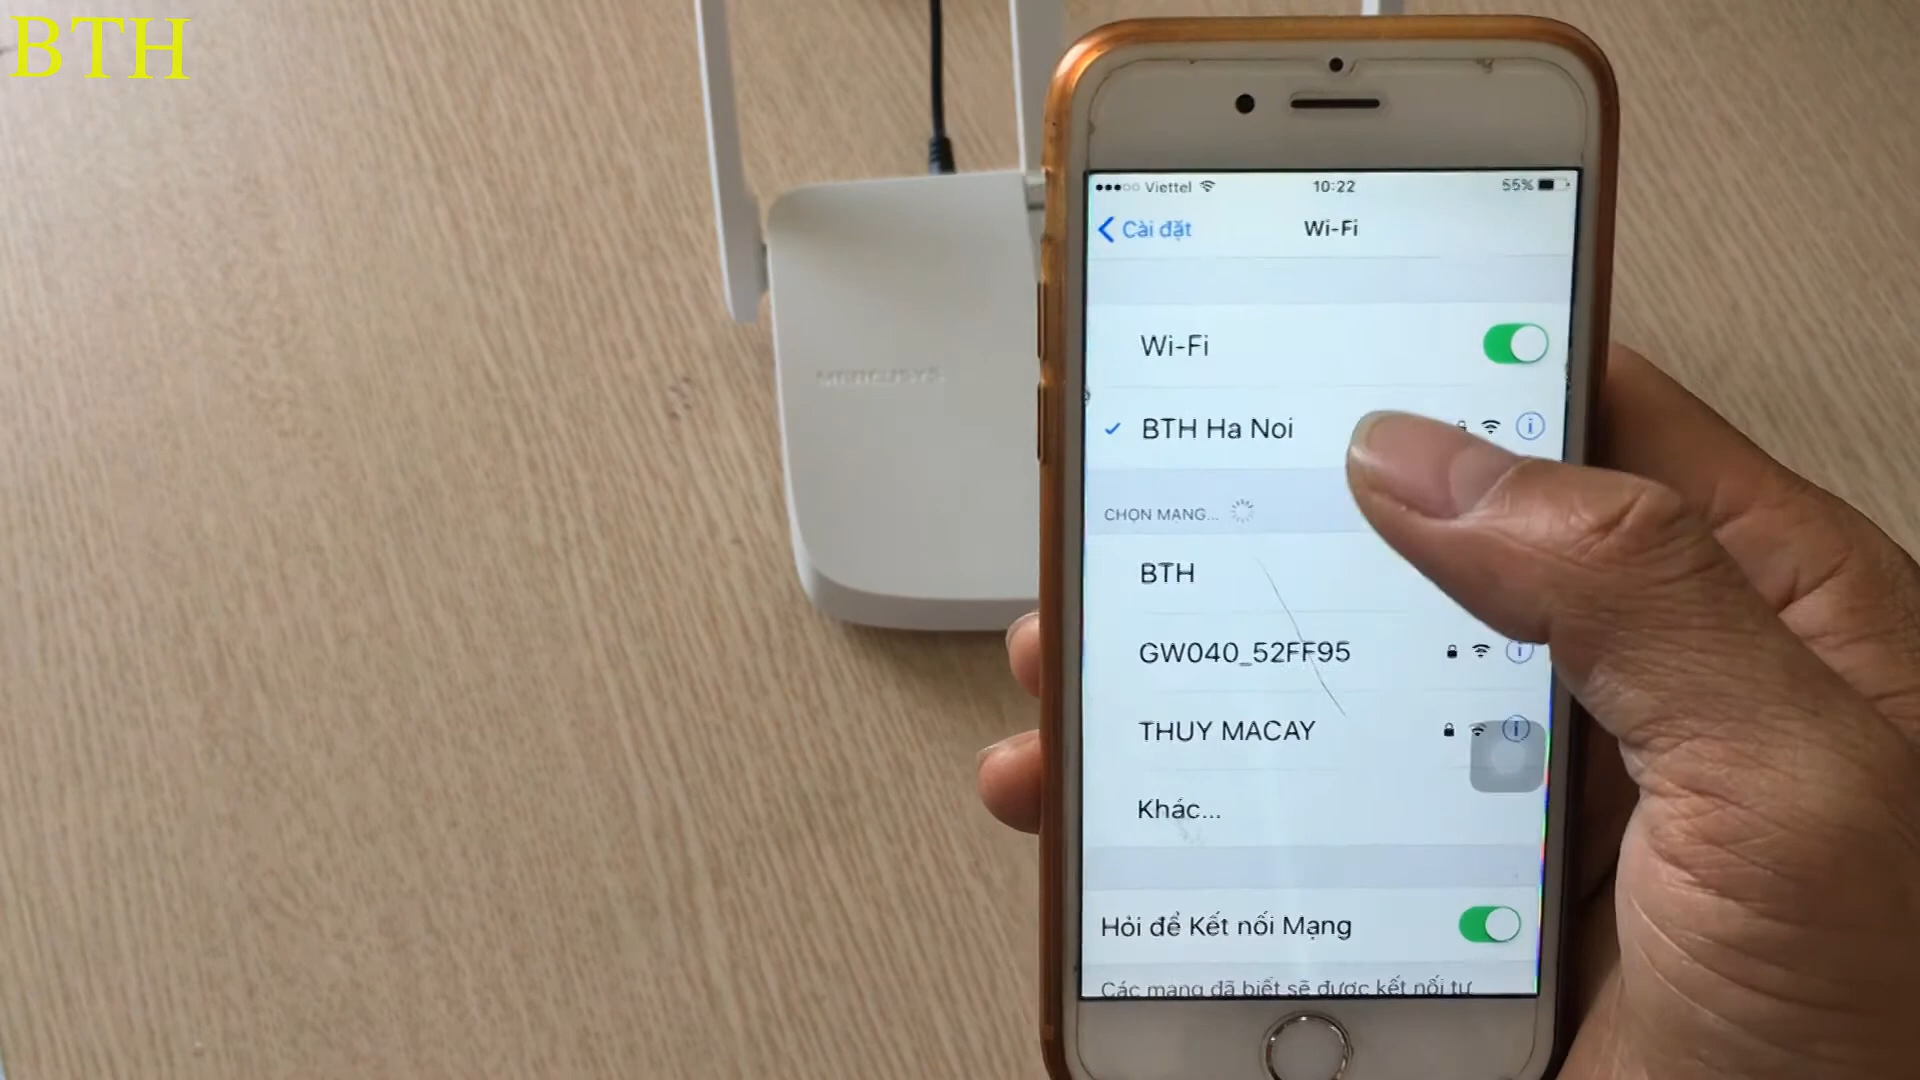 BTH
MERCUSYS
Viettel 10:22 55%
Cài đặt Wi-Fi
Wi-Fi
BTH Ha Noi
CHỌN MẠNG...
BTH
GW040_52FF95
THUY MACAY
Khác...
Hỏi để Kết nối Mạng
Các mạng đã biết sẽ được kết nối tự